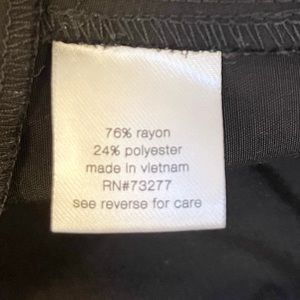 76% rayon
24% polyester
made in vietnam
RN#73277
see reverse for care